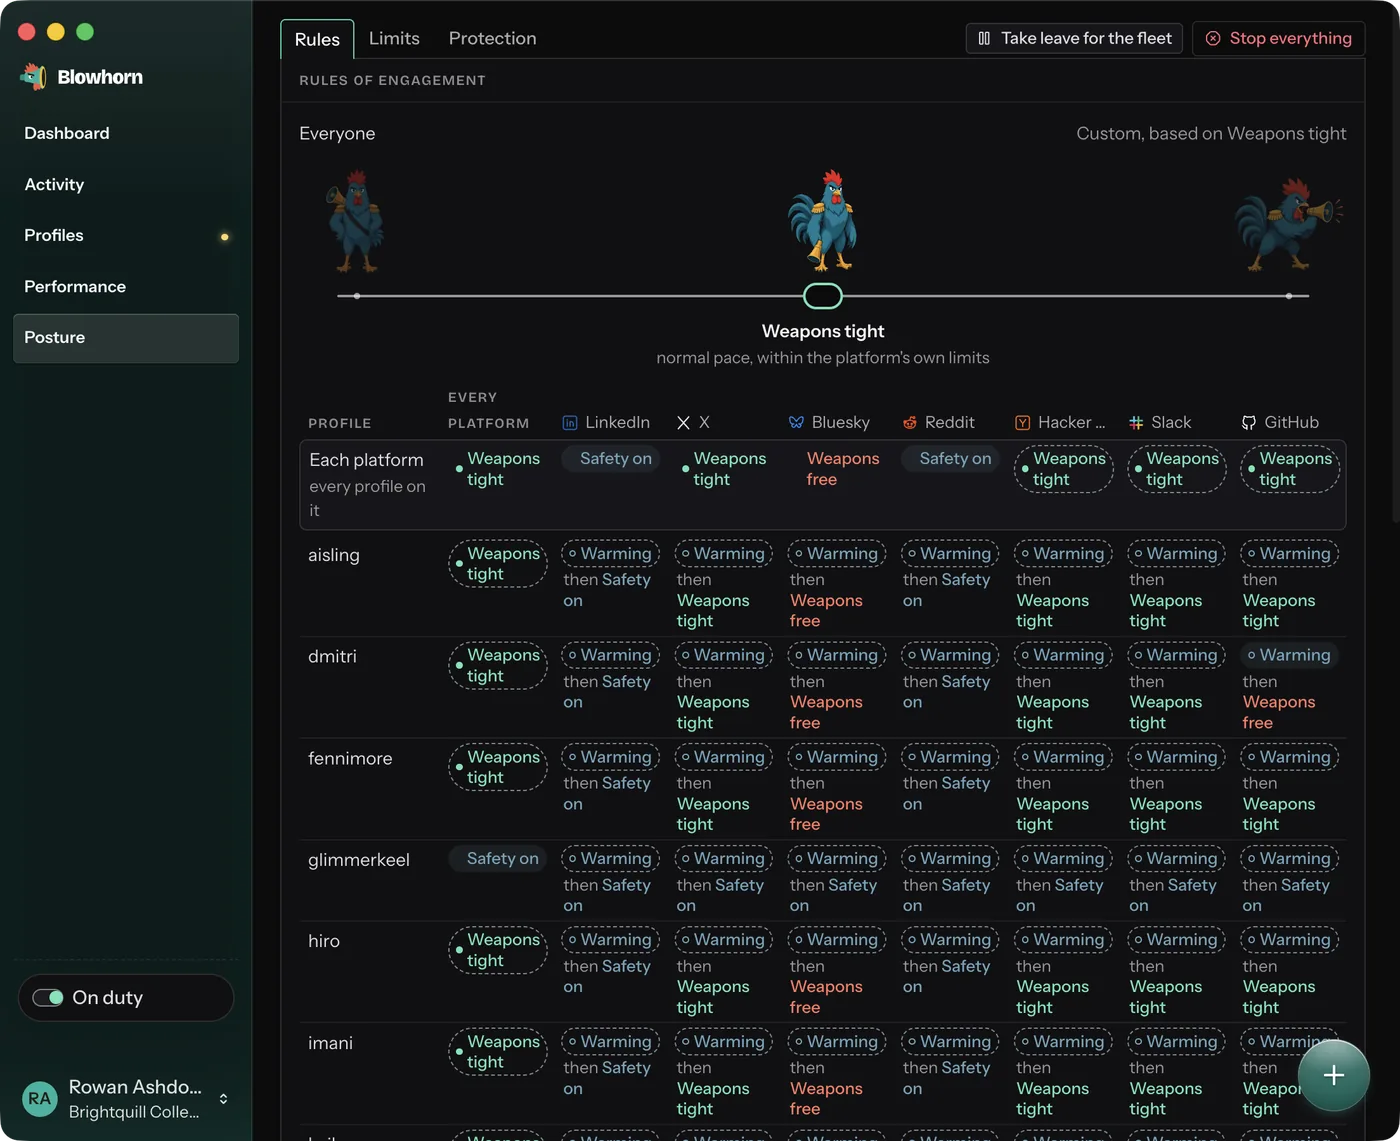 Blowhorn
Dashboard
Activity
Profiles
Performance
Posture
On duty
RA
Rowan Ashdo...
Brightquill Colle...
Rules
Limits
Protection
Take leave for the fleet
Stop everything
RULES OF ENGAGEMENT
Everyone
Custom, based on Weapons tight
Weapons tight
normal pace, within the platform's own limits
PROFILE
EVERY
PLATFORM
LinkedIn
X
Bluesky
Reddit
Hacker ...
Slack
GitHub
Each platform
every profile on
it
Weapons
tight
Safety on
Weapons
tight
Weapons
free
Safety on
Weapons
tight
Weapons
tight
Weapons
tight
aisling
Weapons
tight
Warming
then Safety
on
Warming
then
Weapons
tight
Warming
then
Weapons
free
Warming
then Safety
on
Warming
then
Weapons
tight
Warming
then
Weapons
tight
Warming
then
Weapons
tight
dmitri
Weapons
tight
Warming
then Safety
on
Warming
then
Weapons
tight
Warming
then
Weapons
free
Warming
then Safety
on
Warming
then
Weapons
tight
Warming
then
Weapons
tight
Warming
then
Weapons
free
fennimore
Weapons
tight
Warming
then Safety
on
Warming
then
Weapons
tight
Warming
then
Weapons
free
Warming
then Safety
on
Warming
then
Weapons
tight
Warming
then
Weapons
tight
Warming
then
Weapons
tight
glimmerkeel
Safety on
Warming
then Safety
on
Warming
then Safety
on
Warming
then Safety
on
Warming
then Safety
on
Warming
then Safety
on
Warming
then Safety
on
Warming
then Safety
on
hiro
Weapons
tight
Warming
then Safety
on
Warming
then
Weapons
tight
Warming
then
Weapons
free
Warming
then Safety
on
Warming
then
Weapons
tight
Warming
then
Weapons
tight
Warming
then
Weapons
tight
imani
Weapons
tight
Warming
then Safety
on
Warming
then
Weapons
tight
Warming
then
Weapons
free
Warming
then Safety
on
Warming
then
Weapons
tight
Warming
then
Weapons
tight
Warming
then
tight